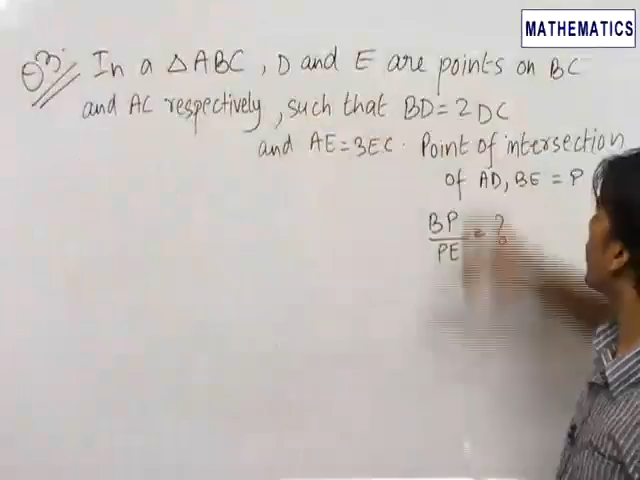 MATHEMATICS
Q3. In a △ABC, D and E are points on BC
and AC respectively, such that BD=2DC
and AE=3EC. Point of intersection
of AD, BE = P
BP/PE = ?